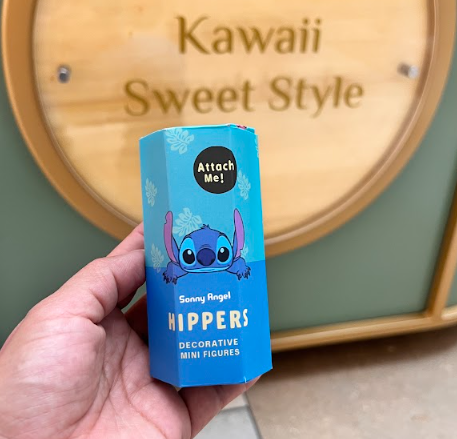 Kawaii
Sweet Style
Attach
Me!
Sonny Angel
HIPPERS
DECORATIVE
MINI FIGURES